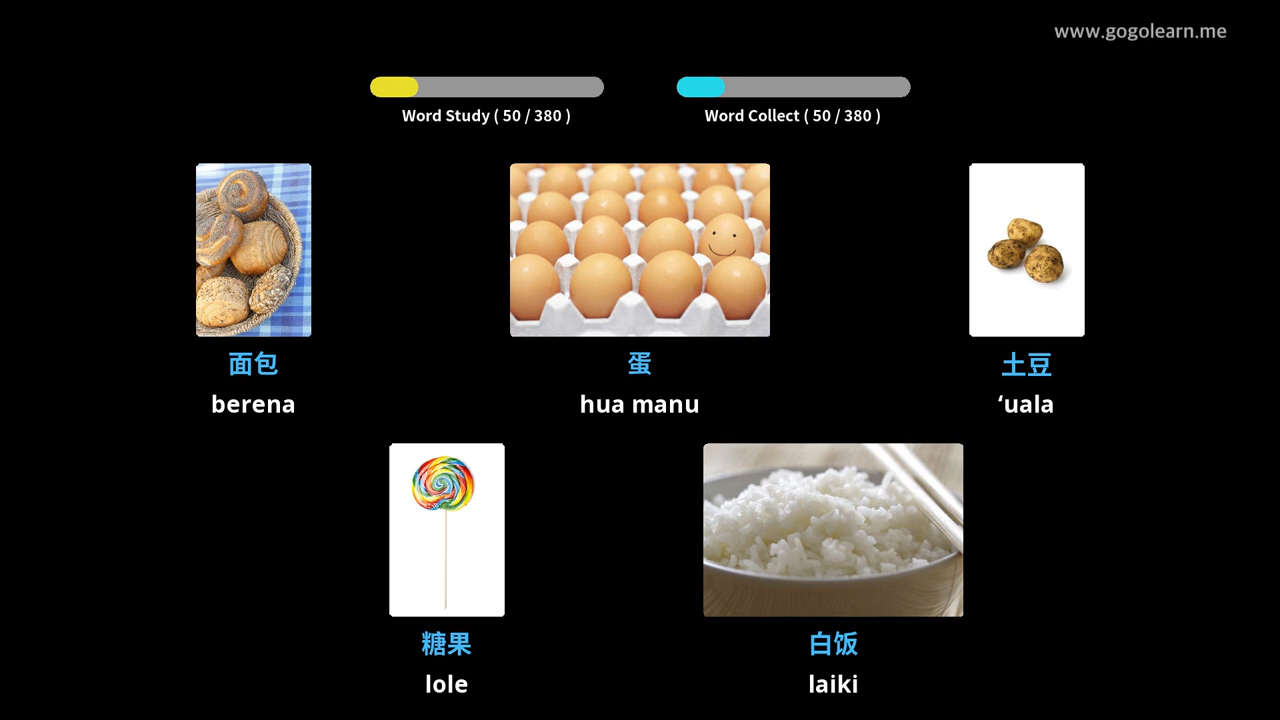 www.gogolearn.me
Word Study ( 50 / 380 )
Word Collect ( 50 / 380 )
面包
berena
蛋
hua manu
土豆
‘uala
糖果
lole
白饭
laiki